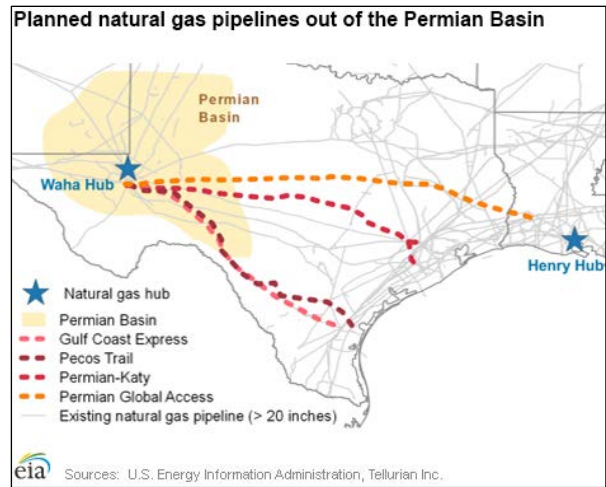 Planned natural gas pipelines out of the Permian Basin
Permian
Basin
Waha Hub
Henry Hub
Natural gas hub
Permian Basin
Gulf Coast Express
Pecos Trail
Permian-Katy
Permian Global Access
Existing natural gas pipeline (> 20 inches)
eia
Sources: U.S. Energy Information Administration, Tellurian Inc.